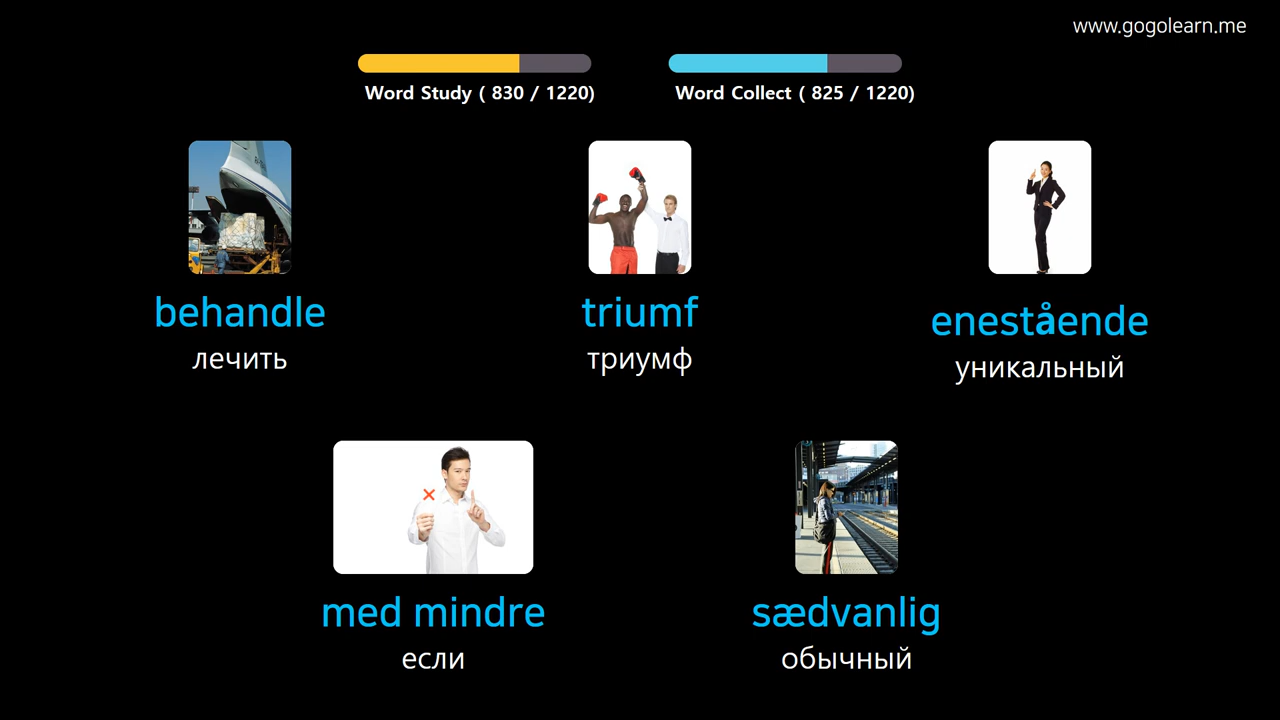 www.gogolearn.me
Word Study ( 830 / 1220)
Word Collect ( 825 / 1220)
behandle
лечить
triumf
триумф
enestående
уникальный
med mindre
если
sædvanlig
обычный